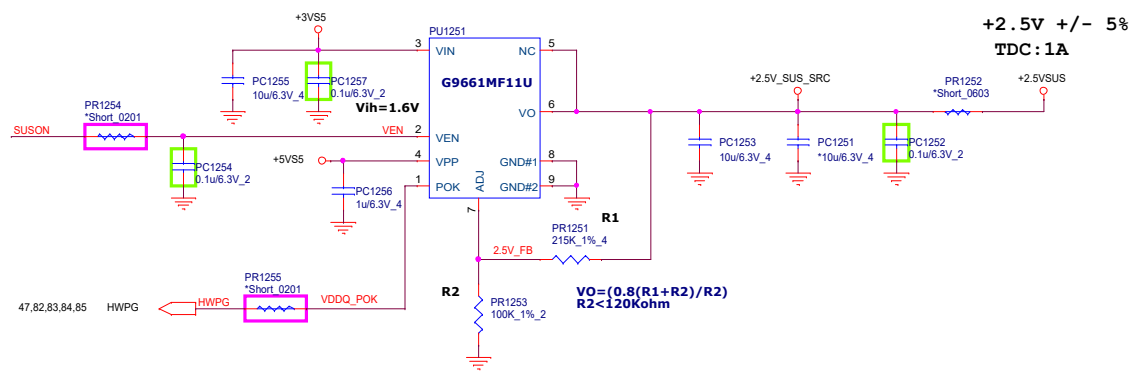 +2.5V +/- 5%
TDC:1A
+3VS5
PU1251
3
VIN
NC
5
G9661MF11U
PC1255
10u/6.3V_4
PC1257
0.1u/6.3V_2
Vih=1.6V
+2.5V_SUS_SRC
PR1252
*Short_0603
+2.5VSUS
VO
6
PR1254
*Short_0201
SUSON
VEN
2
VEN
PC1254
0.1u/6.3V_2
PC1253
10u/6.3V_4
PC1251
*10u/6.3V_4
PC1252
0.1u/6.3V_2
+5VS5
4
VPP
GND#1
8
1
POK
GND#2
9
ADJ
7
PC1256
1u/6.3V_4
R1
PR1251
215K_1%_4
2.5V_FB
R2
PR1253
100K_1%_2
VO=(0.8(R1+R2)/R2)
R2<120Kohm
PR1255
*Short_0201
47,82,83,84,85
HWPG
HWPG
VDDQ_POK